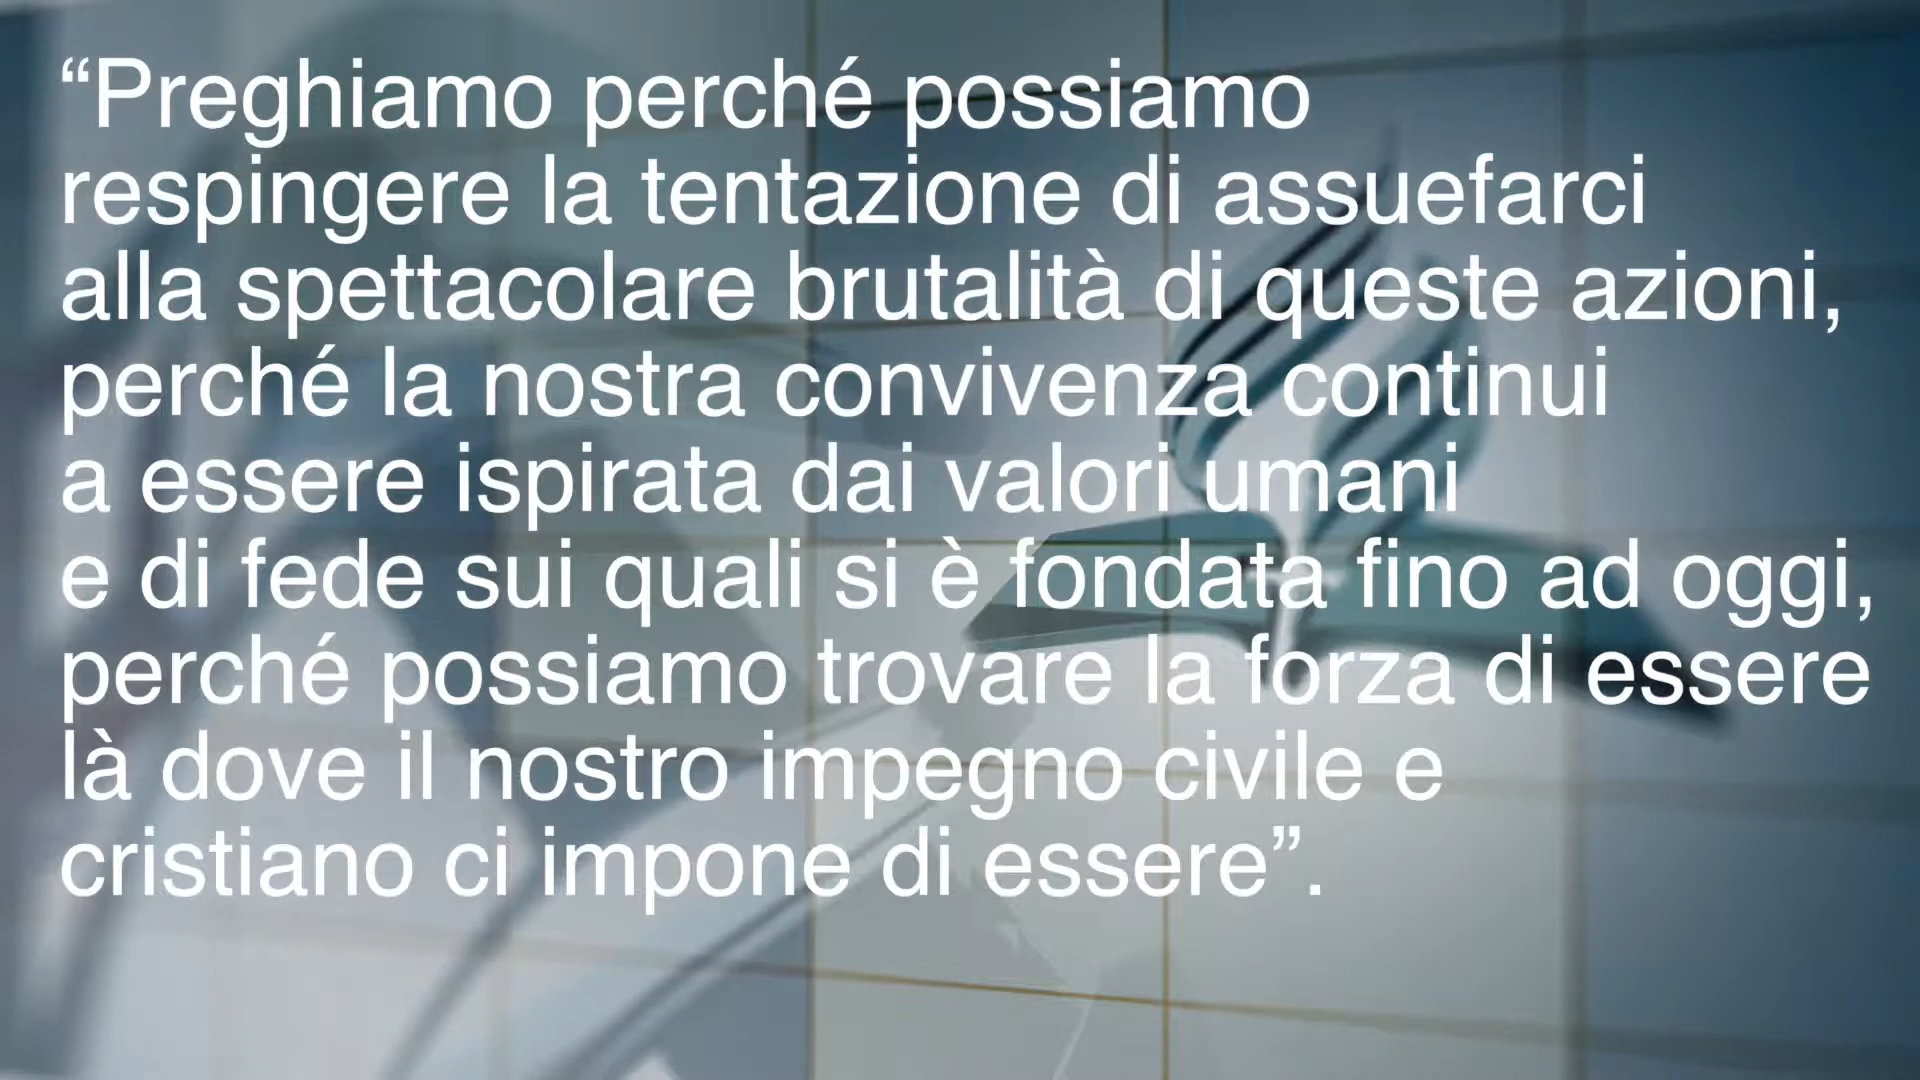 “Preghiamo perché possiamo
respingere la tentazione di assuefarci
alla spettacolare brutalità di queste azioni,
perché la nostra convivenza continui
a essere ispirata dai valori umani
e di fede sui quali si è fondata fino ad oggi,
perché possiamo trovare la forza di essere
là dove il nostro impegno civile e
cristiano ci impone di essere”.